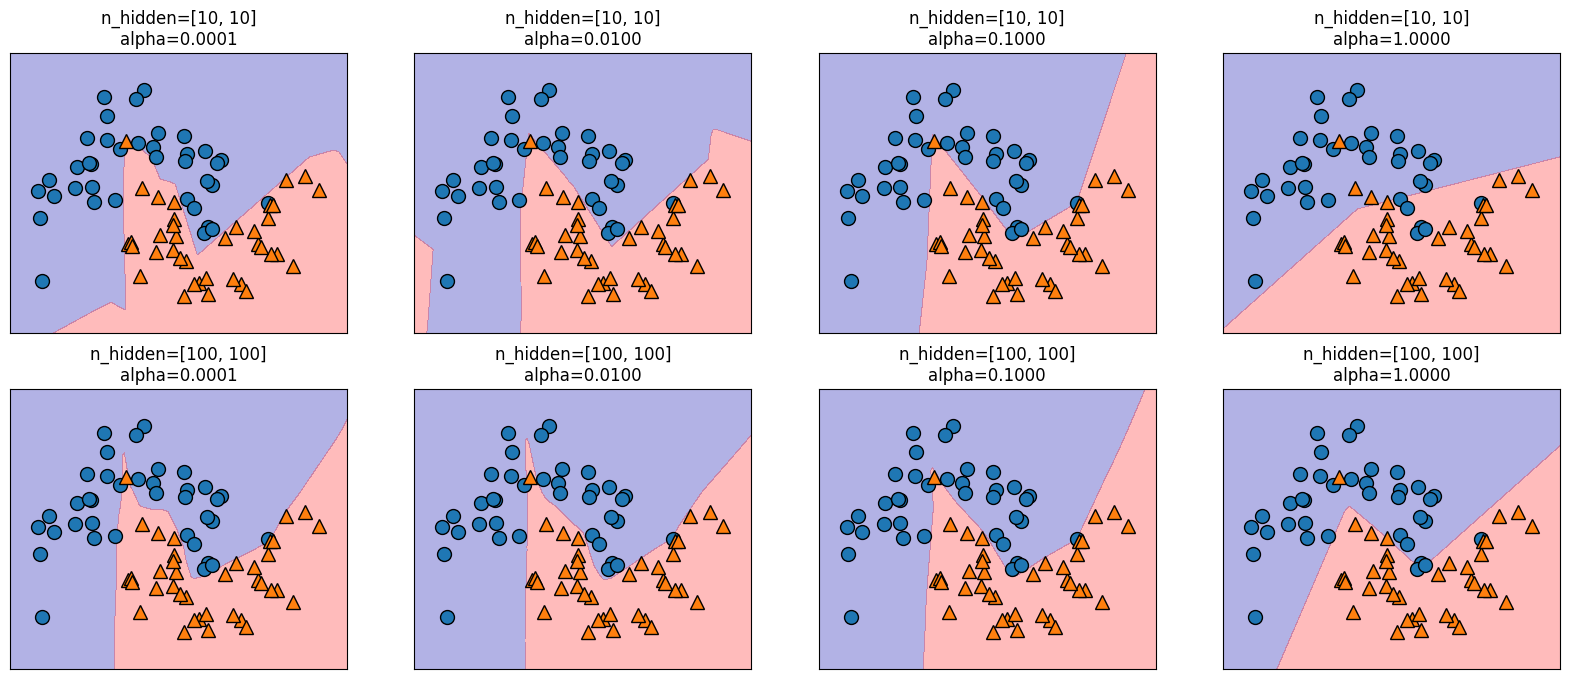 n_hidden=[10, 10]
alpha=0.0001
n_hidden=[10, 10]
alpha=0.0100
n_hidden=[10, 10]
alpha=0.1000
n_hidden=[10, 10]
alpha=1.0000
n_hidden=[100, 100]
alpha=0.0001
n_hidden=[100, 100]
alpha=0.0100
n_hidden=[100, 100]
alpha=0.1000
n_hidden=[100, 100]
alpha=1.0000